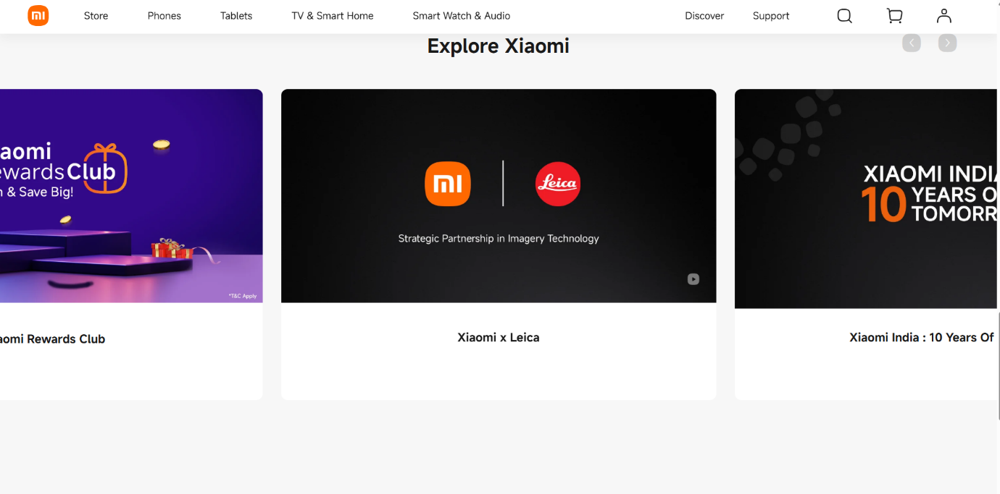 mi
Store
Phones
Tablets
TV & Smart Home
Smart Watch & Audio
Discover
Support
Explore Xiaomi
aomi
ewardsClub
& Save Big!
*T&C Apply
aomi Rewards Club
mi
Leica
Strategic Partnership in Imagery Technology
Xiaomi x Leica
XIAOMI INDIA
10 YEARS O
TOMORR
Xiaomi India : 10 Years Of